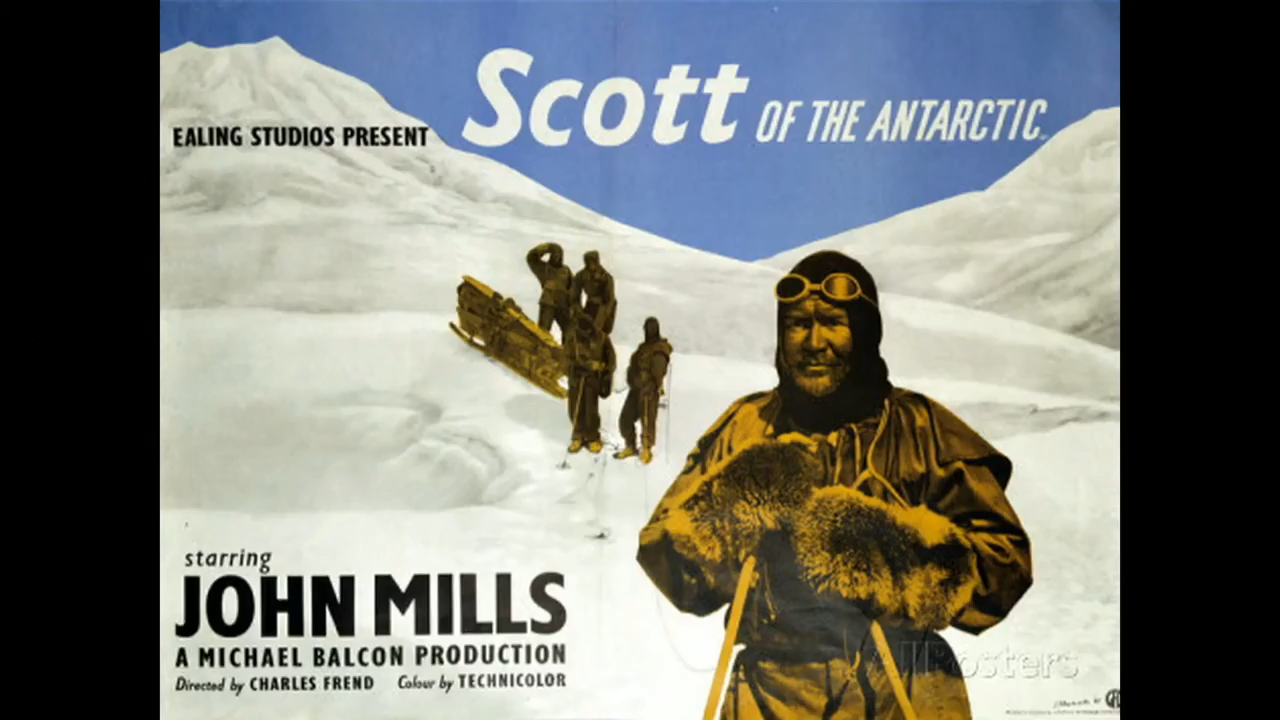 Scott OF THE ANTARCTIC
EALING STUDIOS PRESENT
starring
JOHN MILLS
A MICHAEL BALCON PRODUCTION
Directed by CHARLES FREND Colour by TECHNICOLOR
AllPosters